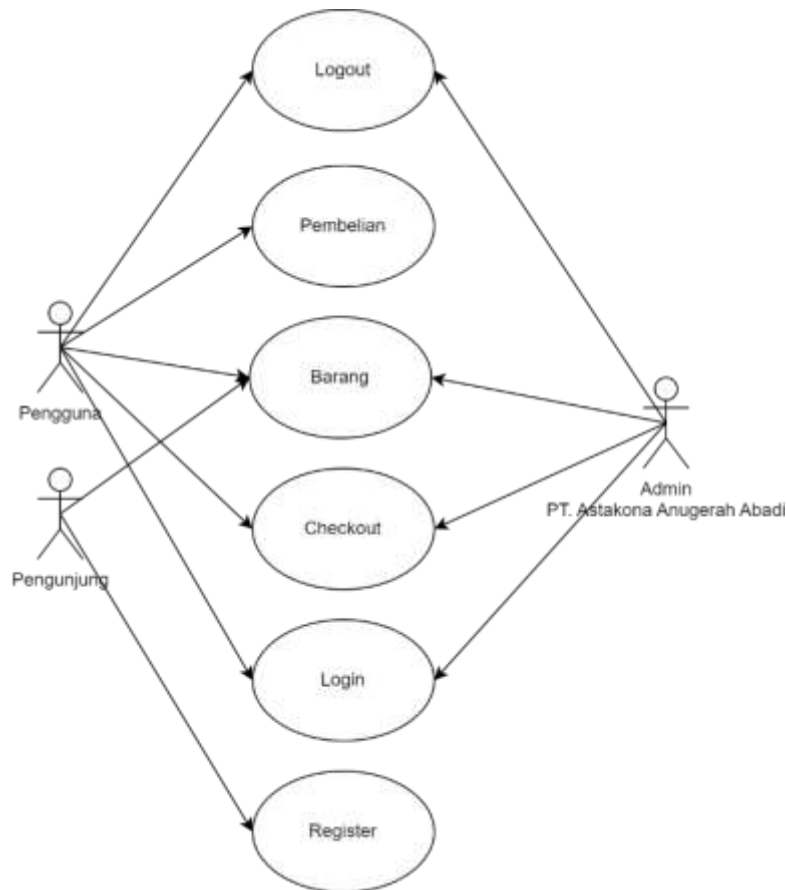 Logout
Pembelian
Barang
Pengguna
Admin
PT. Astakona Anugerah Abadi
Checkout
Pengunjung
Login
Register